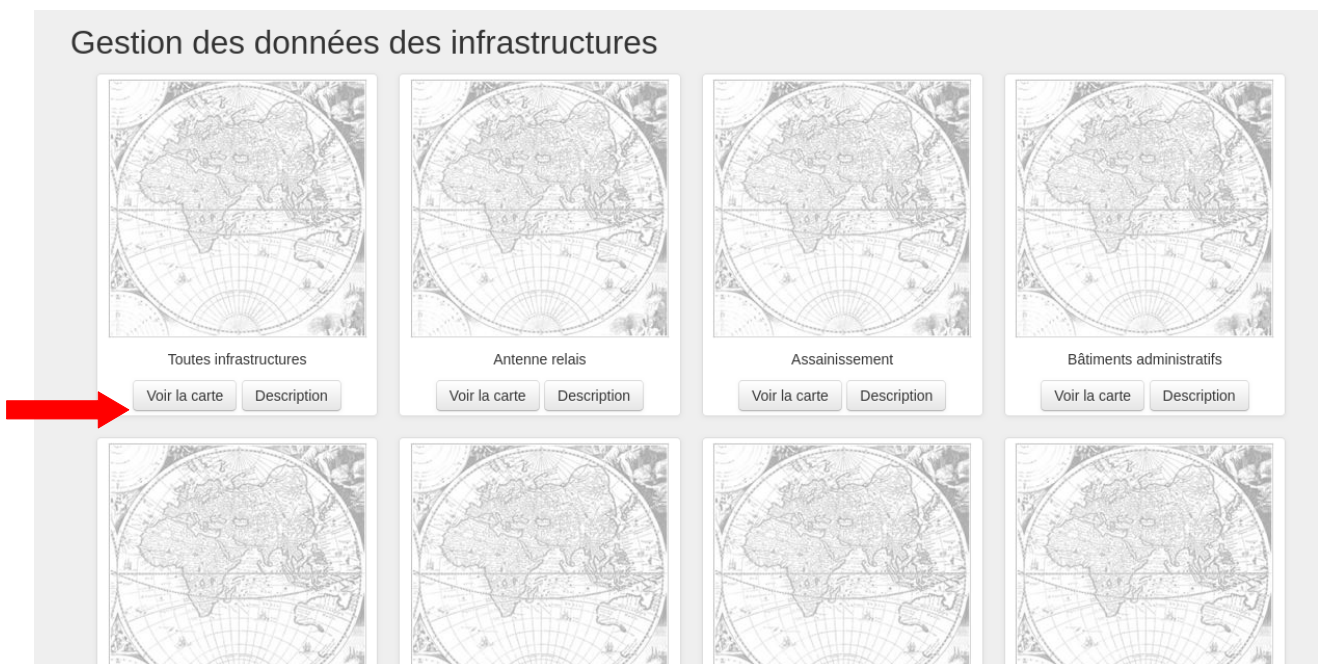 Gestion des données des infrastructures
Toutes infrastructures
Antenne relais
Assainissement
Bâtiments administratifs
Voir la carte Description
Voir la carte Description
Voir la carte Description
Voir la carte Description